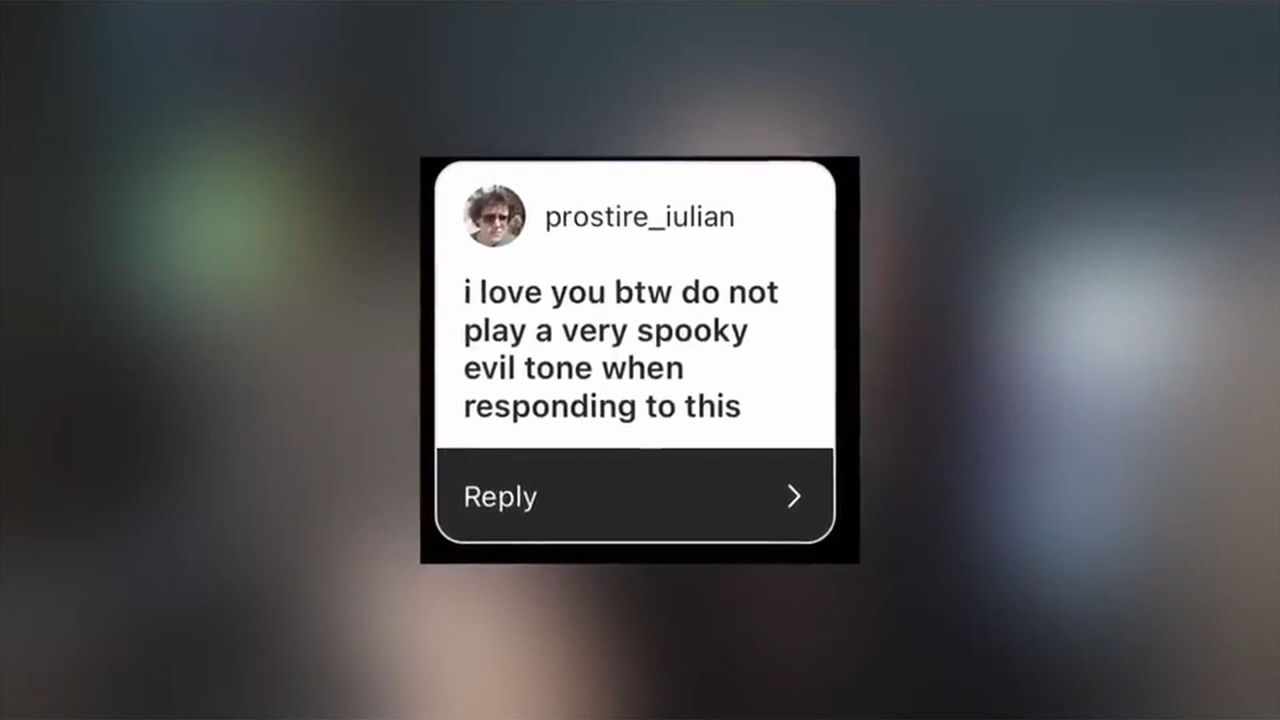 prostire_iulian
i love you btw do not
play a very spooky
evil tone when
responding to this
Reply